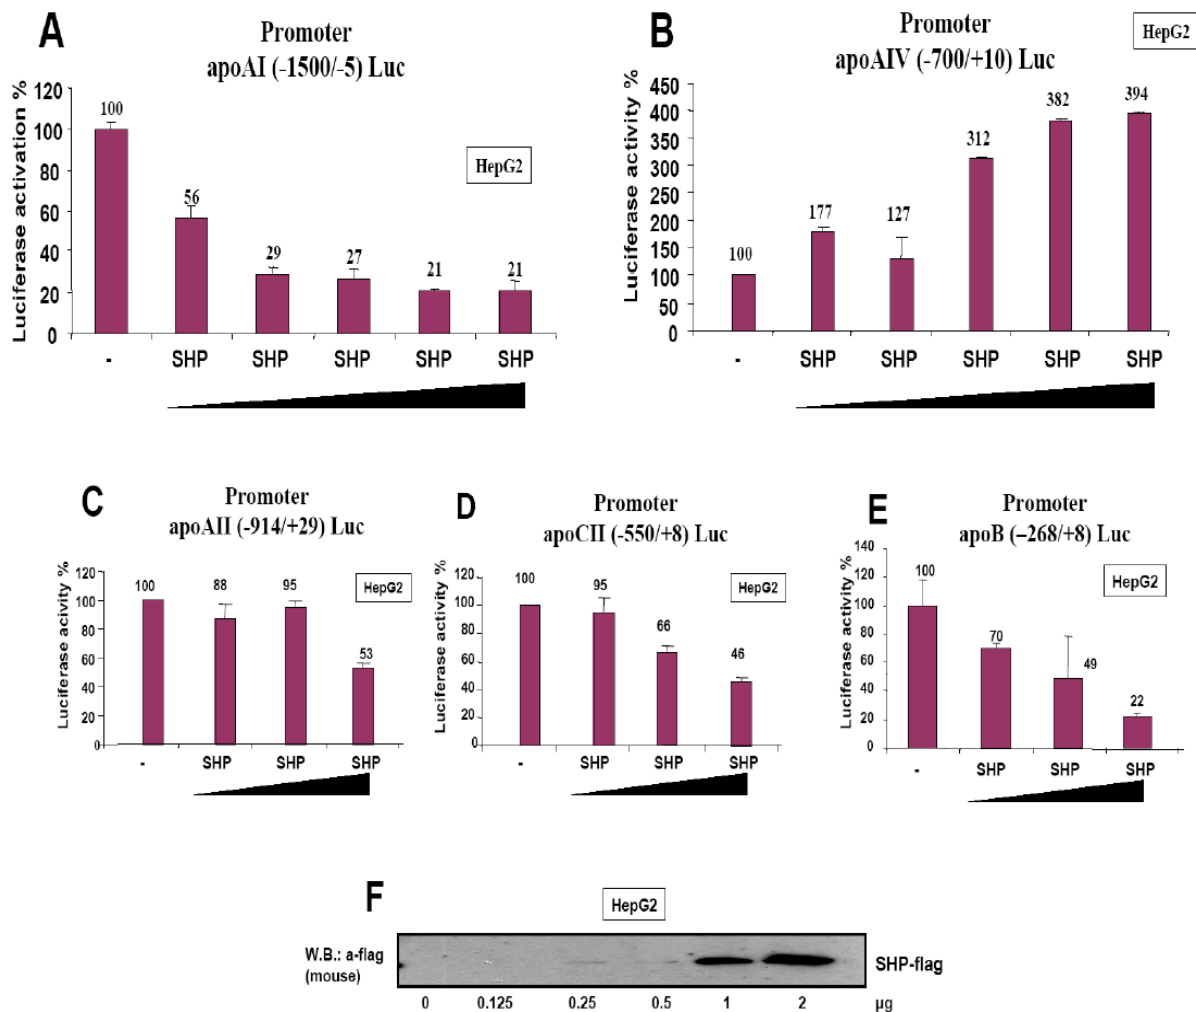 A
Promoter
apoAI (-1500/-5) Luc
Luciferase activation %
120
100
80
60
40
20
0
100
56
29
27
21
21
HepG2
- SHP SHP SHP SHP SHP
B
Promoter
apoAIV (-700/+10) Luc
HepG2
Luciferase activity %
450
400
350
300
250
200
150
100
50
0
100
177
127
312
382
394
- SHP SHP SHP SHP SHP
C
Promoter
apoAII (-914/+29) Luc
Luciferase activity %
120
100
80
60
40
20
0
100
88
95
53
HepG2
- SHP SHP SHP
D
Promoter
apoCII (-550/+8) Luc
Luciferase activity %
120
100
80
60
40
20
0
100
95
66
46
HepG2
- SHP SHP SHP
E
Promoter
apoB (–268/+8) Luc
Luciferase activity %
140
120
100
80
60
40
20
0
100
70
49
22
HepG2
- SHP SHP SHP
F
HepG2
W.B.: a-flag
(mouse)
SHP-flag
0 0.125 0.25 0.5 1 2 µg